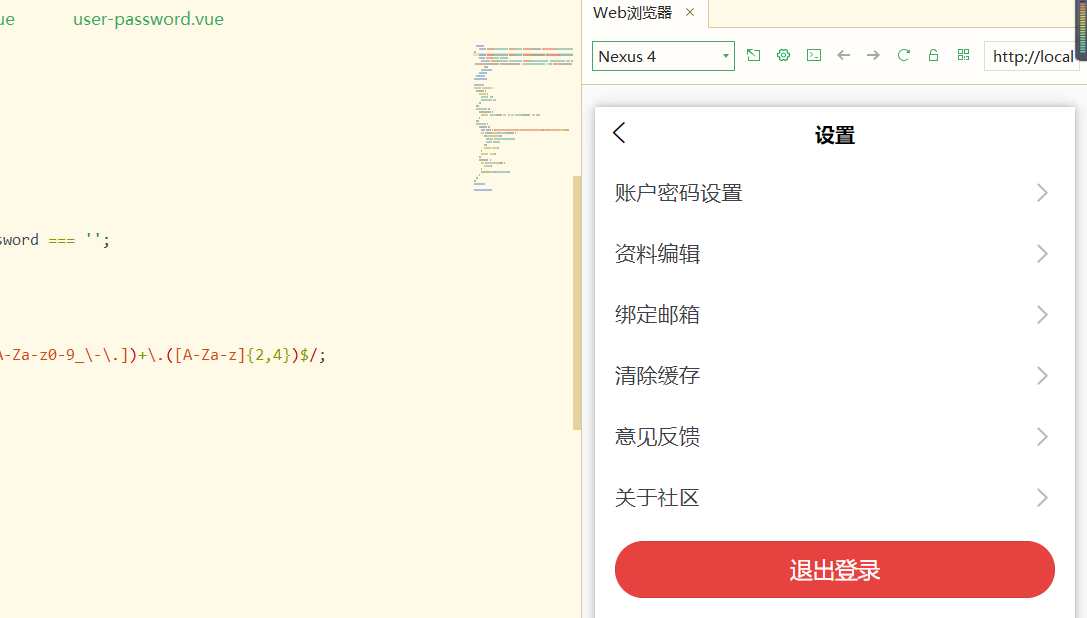 ue user-password.vue
sword === '';
A-Za-z0-9_\-\.])+\.([A-Za-z]{2,4})$/;
Web浏览器 ×
Nexus 4
http://local
设置
账户密码设置
资料编辑
绑定邮箱
清除缓存
意见反馈
关于社区
退出登录